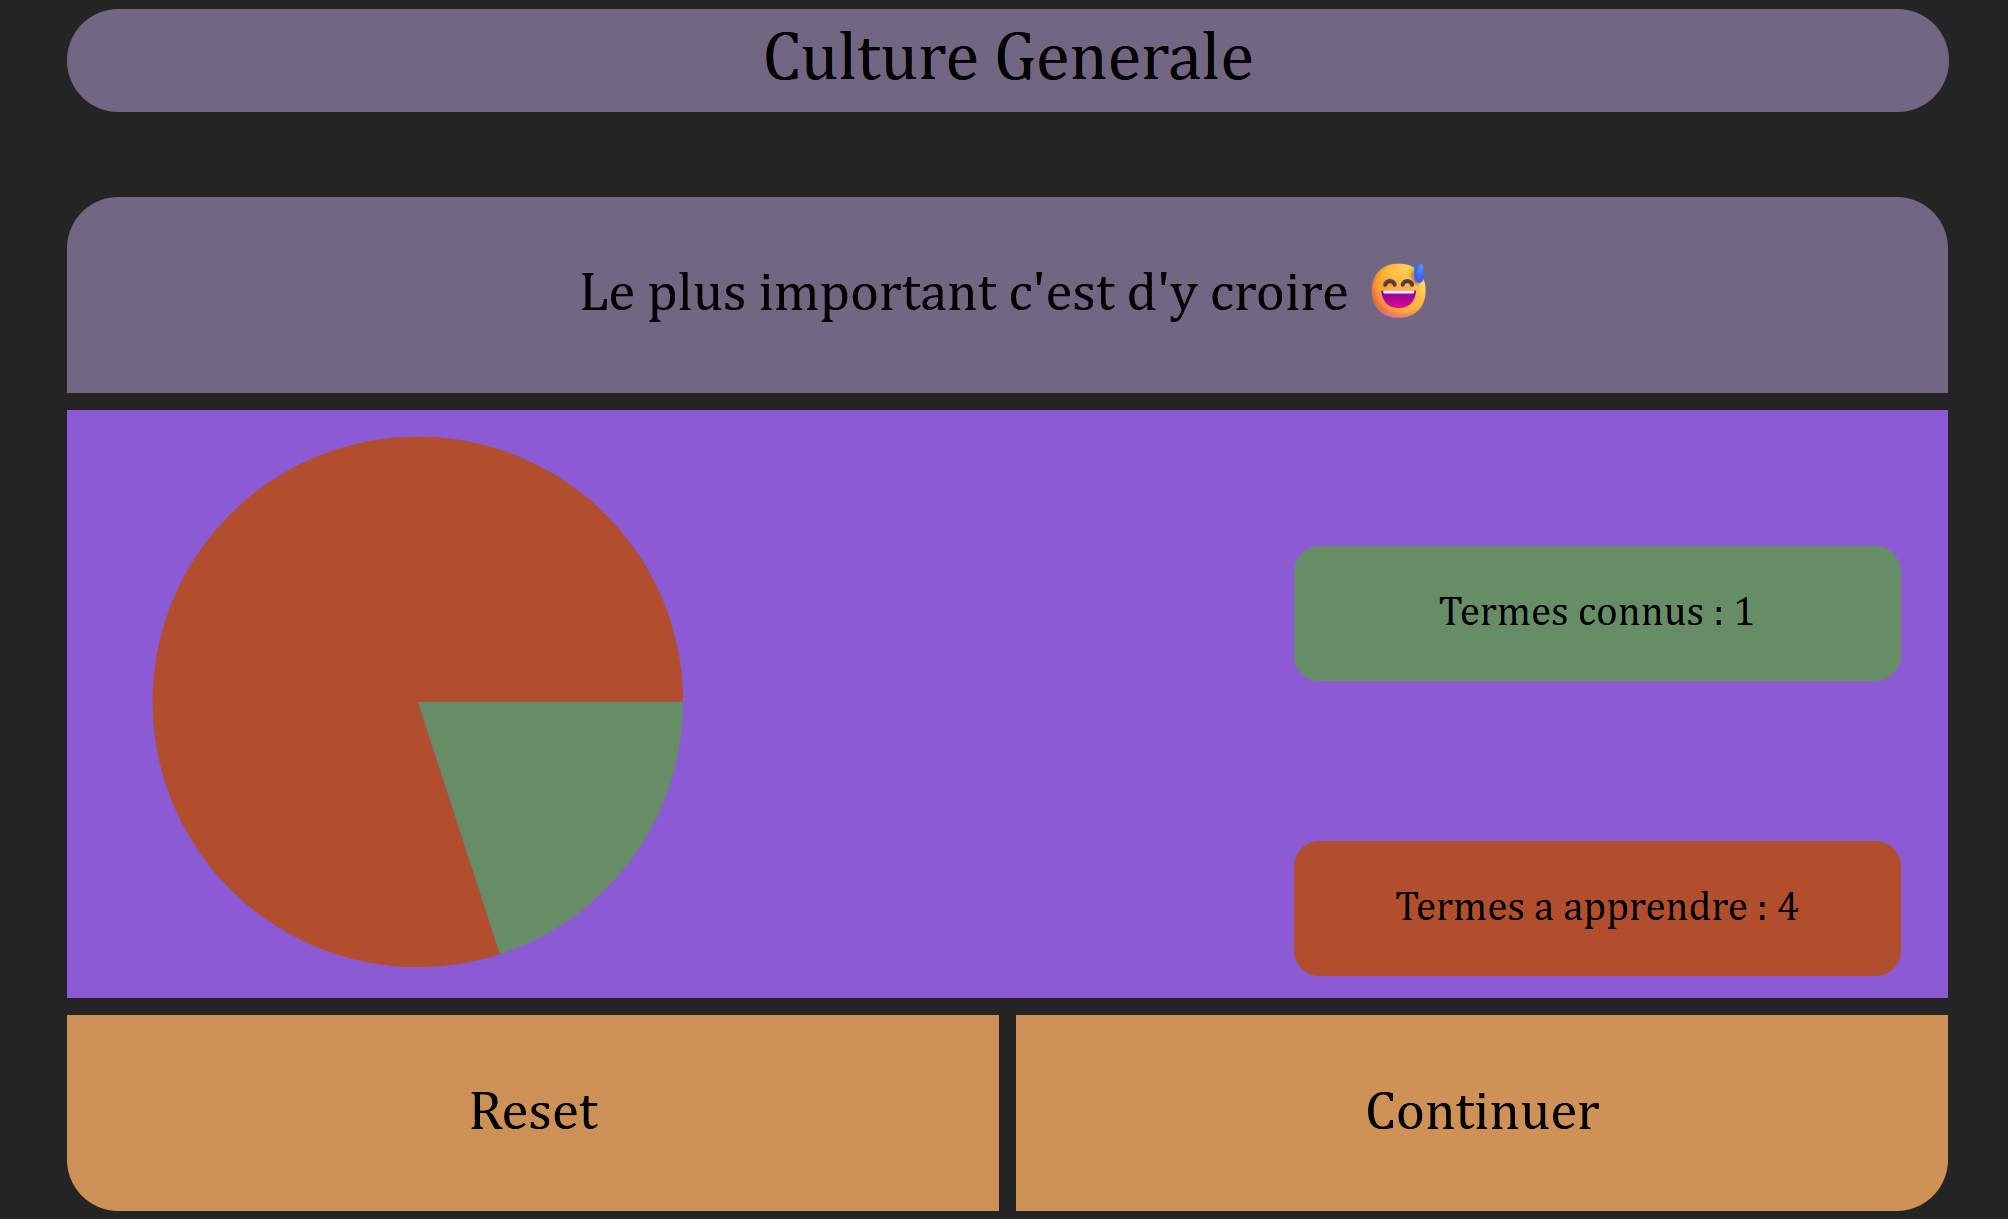 Culture Generale
Le plus important c'est d'y croire 😅
Termes connus : 1
Termes a apprendre : 4
Reset
Continuer